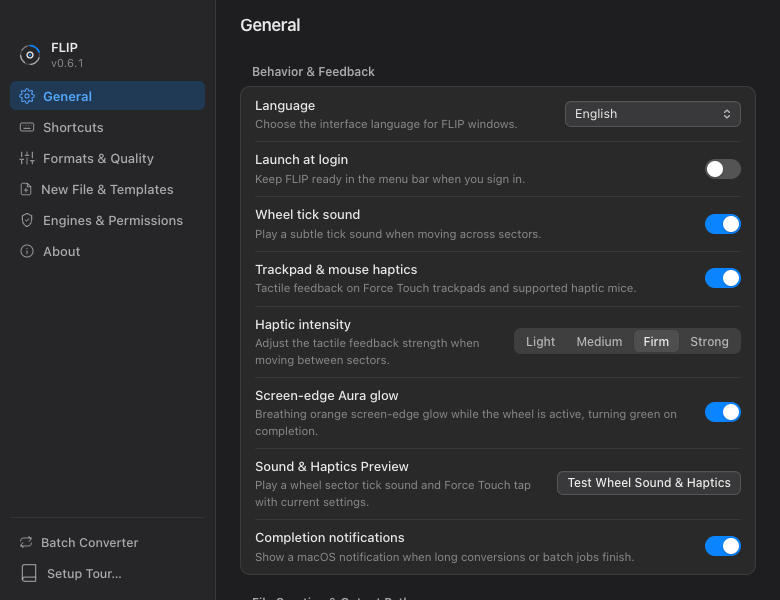 FLIP
v0.6.1
General
Shortcuts
Formats & Quality
New File & Templates
Engines & Permissions
About
Batch Converter
Setup Tour...
General
Behavior & Feedback
Language
Choose the interface language for FLIP windows.
English
Launch at login
Keep FLIP ready in the menu bar when you sign in.
Wheel tick sound
Play a subtle tick sound when moving across sectors.
Trackpad & mouse haptics
Tactile feedback on Force Touch trackpads and supported haptic mice.
Haptic intensity
Adjust the tactile feedback strength when
moving between sectors.
Light Medium Firm Strong
Screen-edge Aura glow
Breathing orange screen-edge glow while the wheel is active, turning green on
completion.
Sound & Haptics Preview
Play a wheel sector tick sound and Force Touch tap
with current settings.
Test Wheel Sound & Haptics
Completion notifications
Show a macOS notification when long conversions or batch jobs finish.